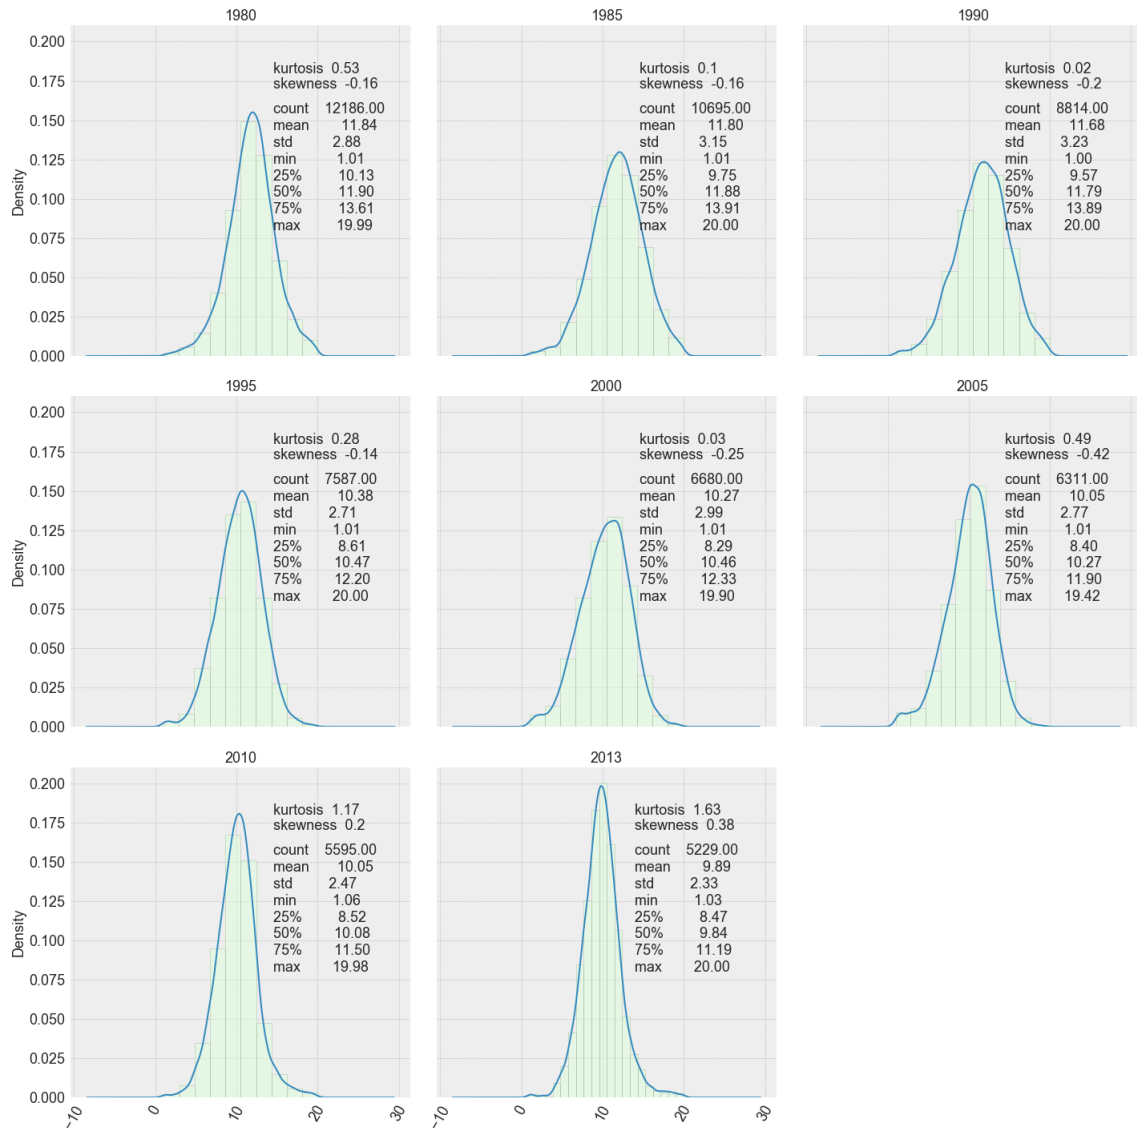 1980
0.200
0.175
0.150
0.125
0.100
0.075
0.050
0.025
0.000
Density
kurtosis 0.53
skewness -0.16
count 12186.00
mean 11.84
std 2.88
min 1.01
25% 10.13
50% 11.90
75% 13.61
max 19.99
1985
kurtosis 0.1
skewness -0.16
count 10695.00
mean 11.80
std 3.15
min 1.01
25% 9.75
50% 11.88
75% 13.91
max 20.00
1990
kurtosis 0.02
skewness -0.2
count 8814.00
mean 11.68
std 3.23
min 1.00
25% 9.57
50% 11.79
75% 13.89
max 20.00
1995
0.200
0.175
0.150
0.125
0.100
0.075
0.050
0.025
0.000
Density
kurtosis 0.28
skewness -0.14
count 7587.00
mean 10.38
std 2.71
min 1.01
25% 8.61
50% 10.47
75% 12.20
max 20.00
2000
kurtosis 0.03
skewness -0.25
count 6680.00
mean 10.27
std 2.99
min 1.01
25% 8.29
50% 10.46
75% 12.33
max 19.90
2005
kurtosis 0.49
skewness -0.42
count 6311.00
mean 10.05
std 2.77
min 1.01
25% 8.40
50% 10.27
75% 11.90
max 19.42
2010
0.200
0.175
0.150
0.125
0.100
0.075
0.050
0.025
0.000
Density
kurtosis 1.17
skewness 0.2
count 5595.00
mean 10.05
std 2.47
min 1.06
25% 8.52
50% 10.08
75% 11.50
max 19.98
-10 0 10 20 30
2013
kurtosis 1.63
skewness 0.38
count 5229.00
mean 9.89
std 2.33
min 1.03
25% 8.47
50% 9.84
75% 11.19
max 20.00
-10 0 10 20 30